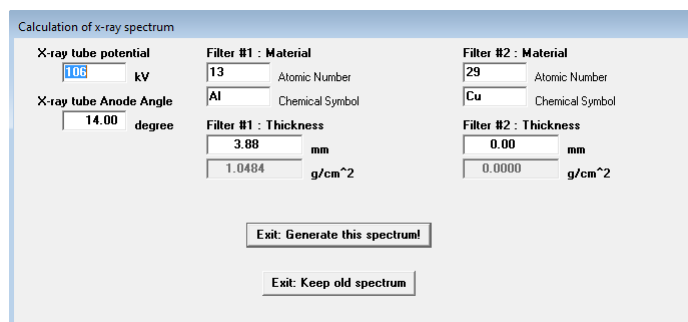 Calculation of x-ray spectrum
X-ray tube potential
106 kV
X-ray tube Anode Angle
14.00 degree
Filter #1 : Material
13 Atomic Number
Al Chemical Symbol
Filter #1 : Thickness
3.88 mm
1.0484 g/cm^2
Filter #2 : Material
29 Atomic Number
Cu Chemical Symbol
Filter #2 : Thickness
0.00 mm
0.0000 g/cm^2
Exit: Generate this spectrum!
Exit: Keep old spectrum